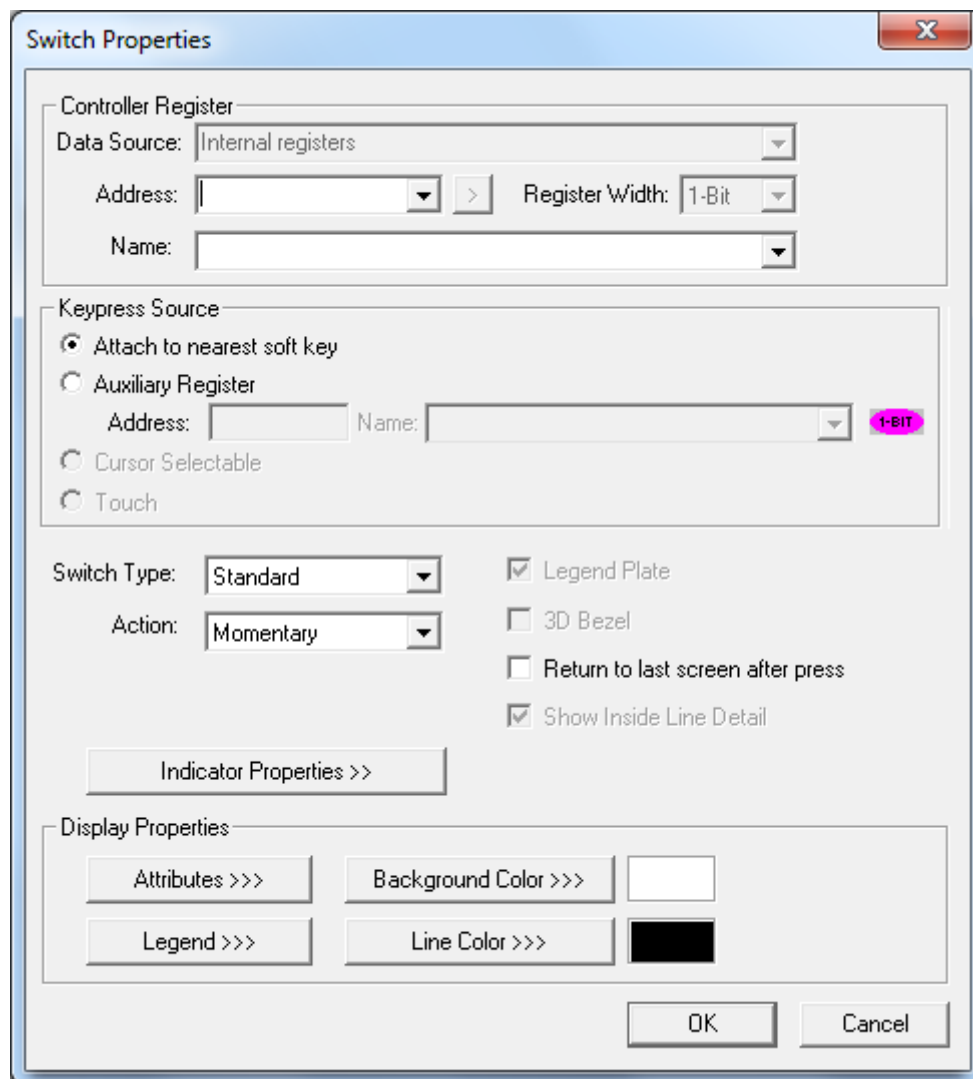 Switch Properties
Controller Register
Data Source: Internal registers
Address: > Register Width: 1-Bit
Name:
Keypress Source
Attach to nearest soft key
Auxiliary Register
Address: Name: 1-BIT
Cursor Selectable
Touch
Switch Type: Standard
Legend Plate
Action: Momentary
3D Bezel
Return to last screen after press
Show Inside Line Detail
Indicator Properties >>
Display Properties
Attributes >>> Background Color >>>
Legend >>> Line Color >>>
OK Cancel